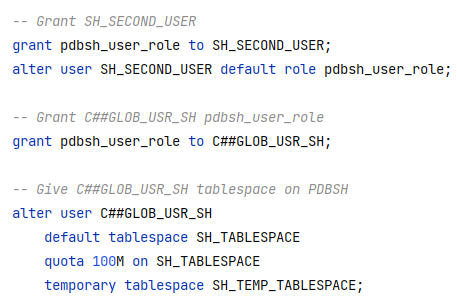 -- Grant SH_SECOND_USER
grant pdbsh_user_role to SH_SECOND_USER;
alter user SH_SECOND_USER default role pdbsh_user_role;
-- Grant C##GLOB_USR_SH pdbsh_user_role
grant pdbsh_user_role to C##GLOB_USR_SH;
-- Give C##GLOB_USR_SH tablespace on PDBSH
alter user C##GLOB_USR_SH
    default tablespace SH_TABLESPACE
    quota 100M on SH_TABLESPACE
    temporary tablespace SH_TEMP_TABLESPACE;